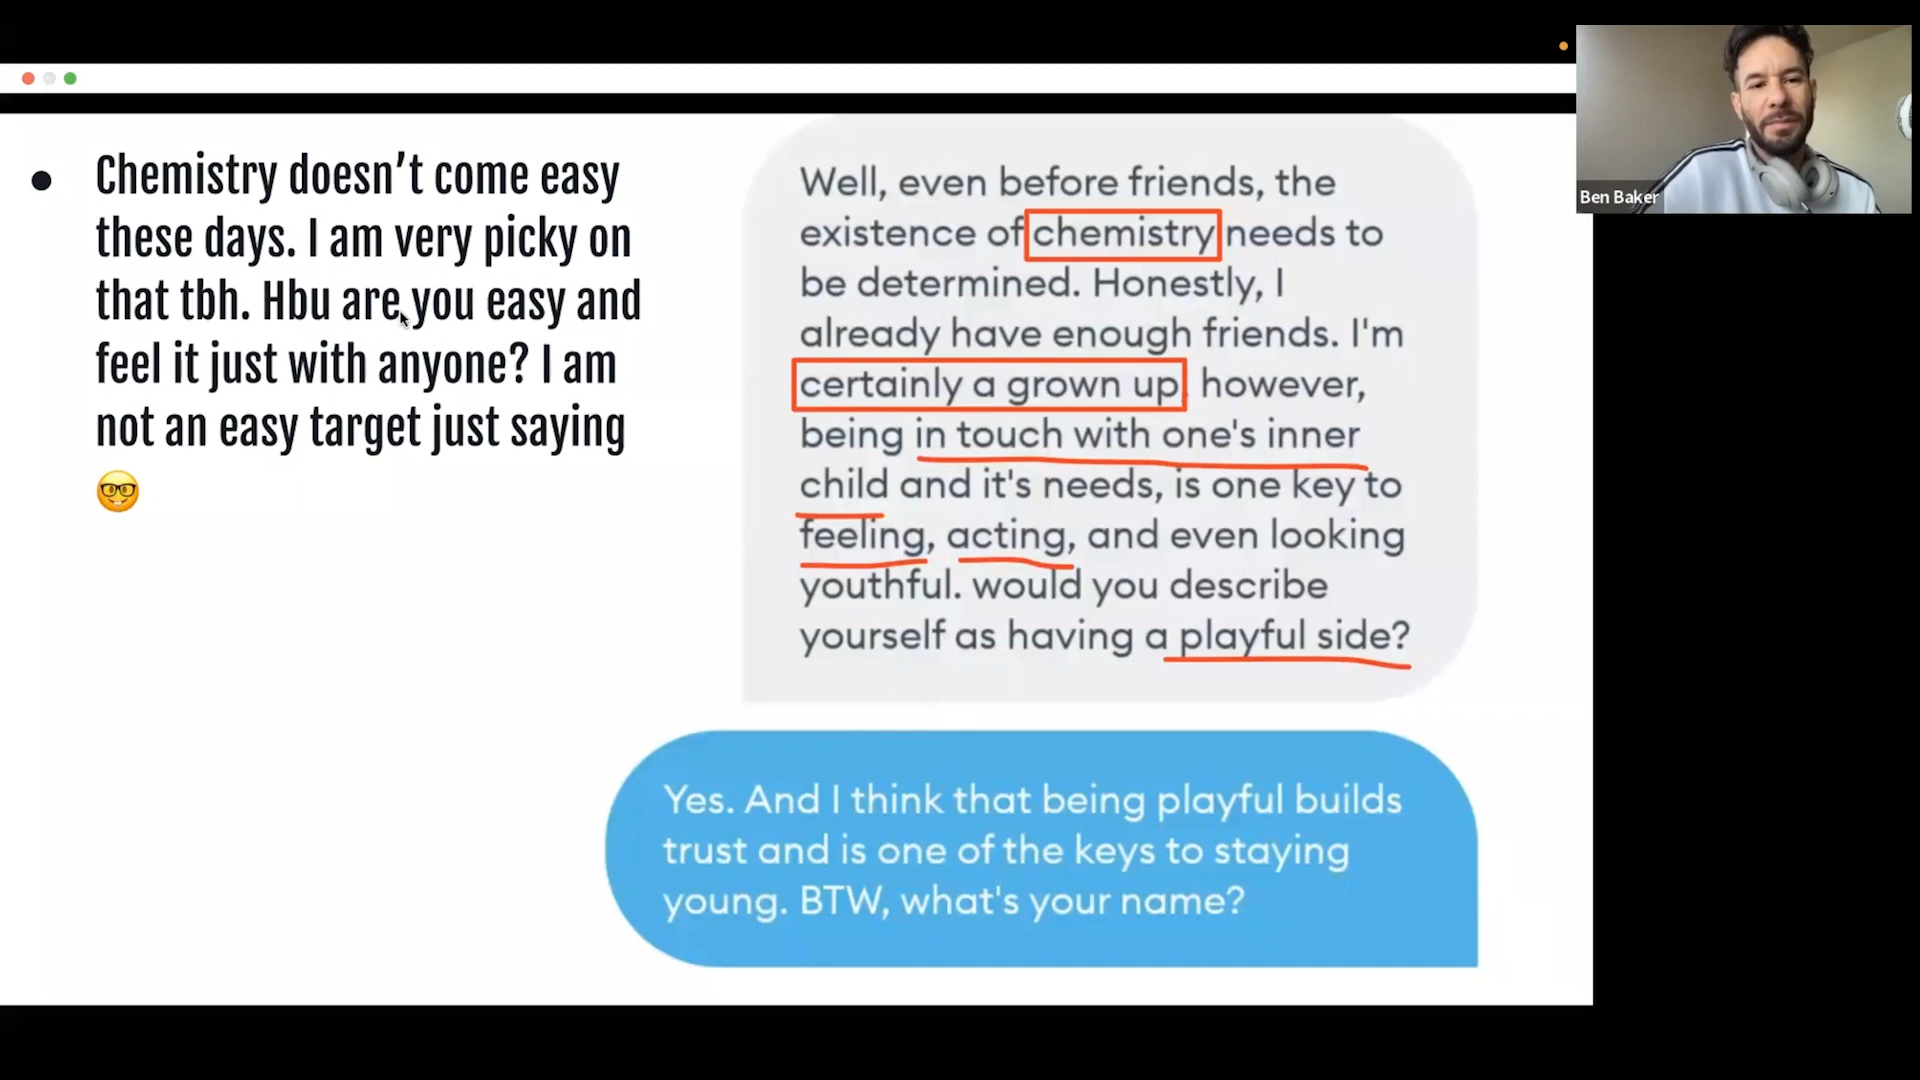 Chemistry doesn’t come easy
these days. I am very picky on
that tbh. Hbu are you easy and
feel it just with anyone? I am
not an easy target just saying
🤓
Well, even before friends, the
existence of chemistry needs to
be determined. Honestly, I
already have enough friends. I'm
certainly a grown up however,
being in touch with one's inner
child and it's needs, is one key to
feeling, acting, and even looking
youthful. would you describe
yourself as having a playful side?
Yes. And I think that being playful builds
trust and is one of the keys to staying
young. BTW, what's your name?
Ben Baker